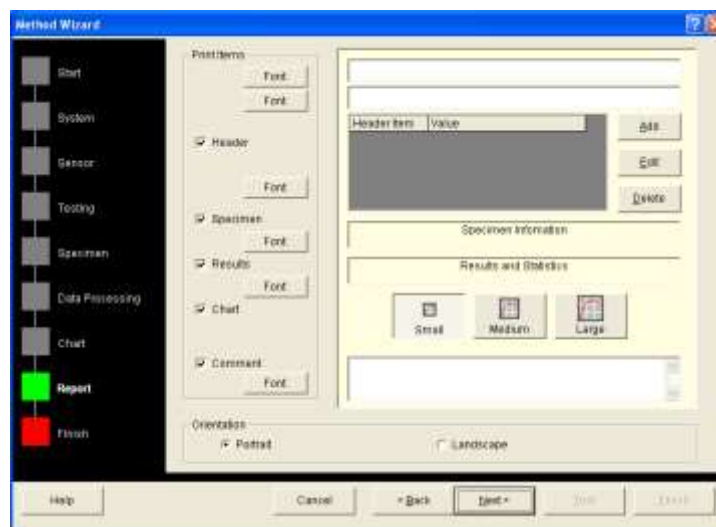 Method Wizard
Start
System
Sensor
Testing
Specimen
Data Processing
Chart
Report
Finish
Print Items
Font
Font
Header
Font
Specimen
Font
Results
Font
Chart
Comment
Font
Header Item Value
Add
Edit
Delete
Specimen Infomation
Results and Statistics
Small
Medium
Large
Orientation
Portrait
Landscape
Help
Cancel
< Back
Next >